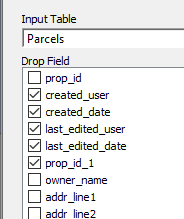 Input Table
Parcels
Drop Field
prop_id
created_user
created_date
last_edited_user
last_edited_date
prop_id_1
owner_name
addr_line1
addr_line2